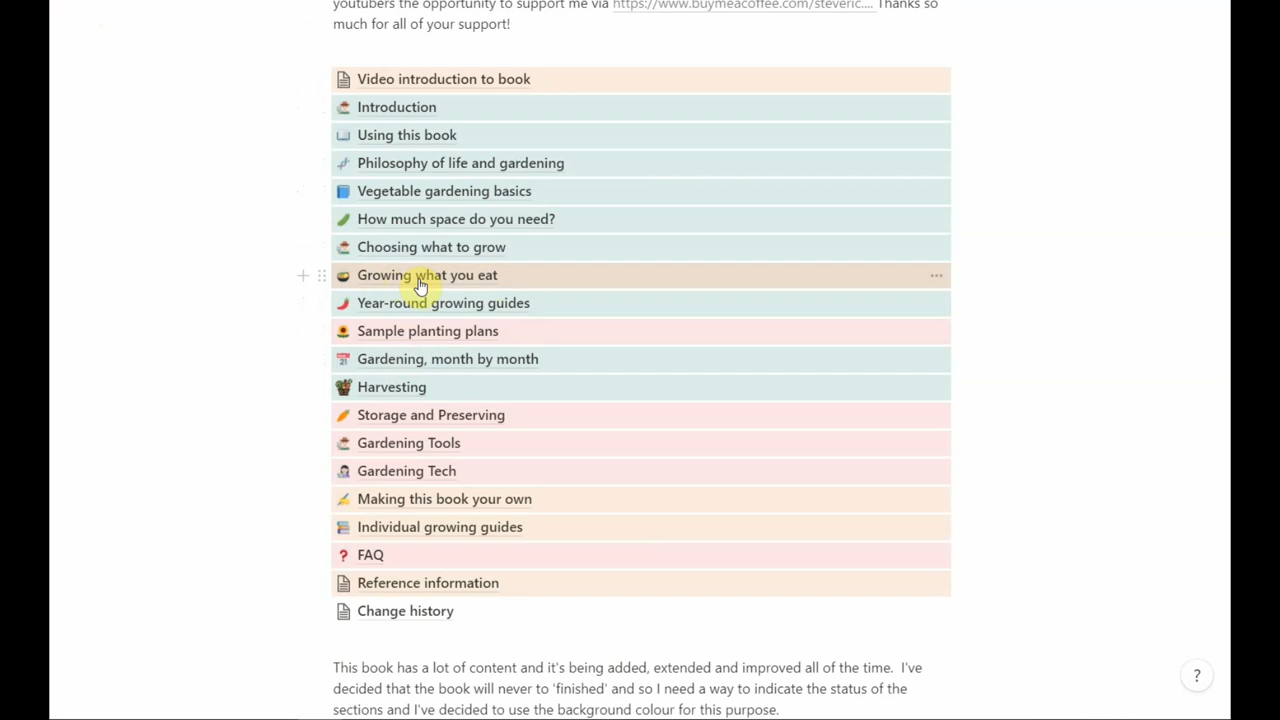 youtubers the opportunity to support me via https://www.buymeacoffee.com/steveric.... Thanks so
much for all of your support!
Video introduction to book
Introduction
Using this book
Philosophy of life and gardening
Vegetable gardening basics
How much space do you need?
Choosing what to grow
Growing what you eat
Year-round growing guides
Sample planting plans
Gardening, month by month
Harvesting
Storage and Preserving
Gardening Tools
Gardening Tech
Making this book your own
Individual growing guides
FAQ
Reference information
Change history
This book has a lot of content and it's being added, extended and improved all of the time. I've
decided that the book will never to 'finished' and so I need a way to indicate the status of the
sections and I've decided to use the background colour for this purpose.
?